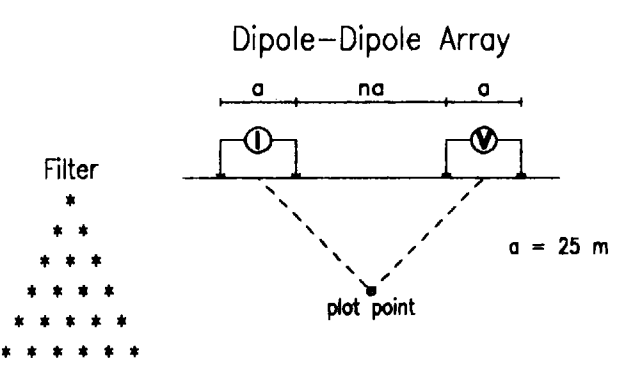 Dipole-Dipole Array
a na a
I V
Filter
*
* *
* * *
* * * *
* * * * *
* * * * * *
a = 25 m
plot point